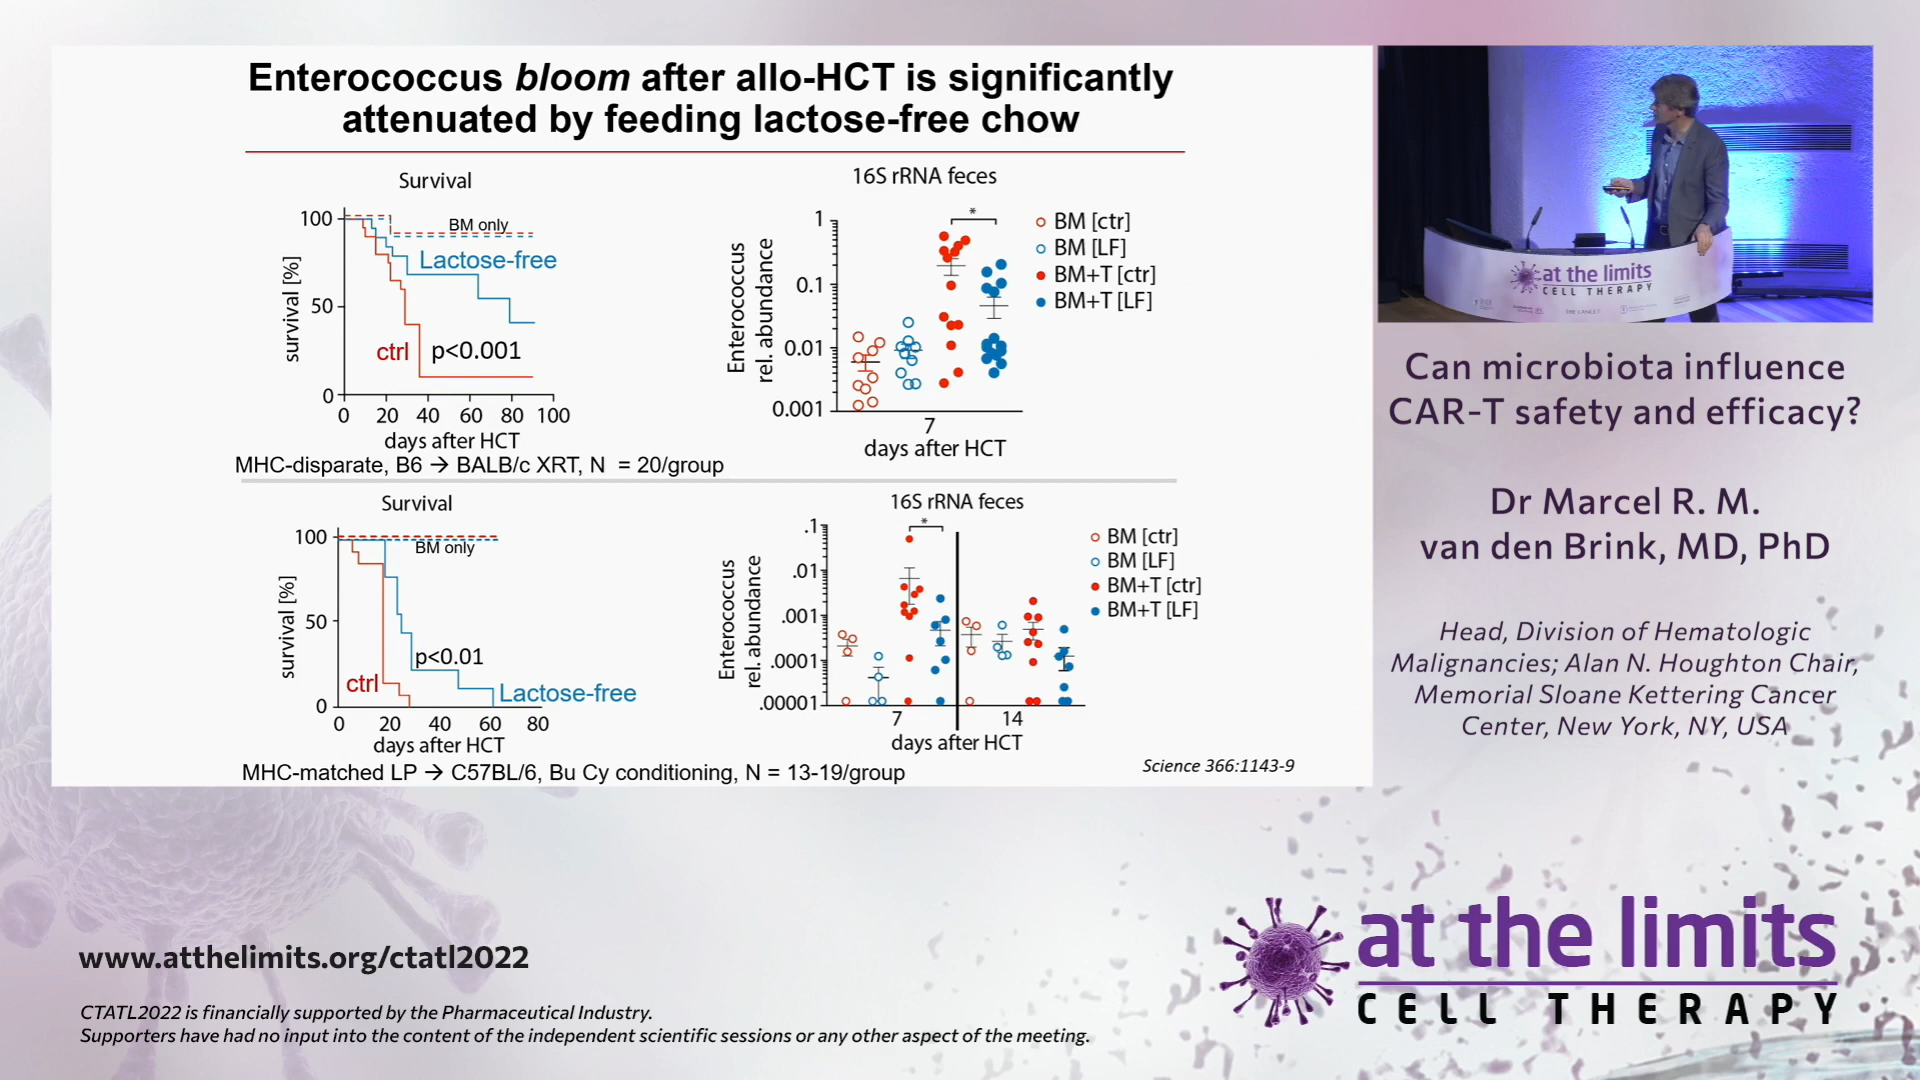 Enterococcus bloom after allo-HCT is significantly
attenuated by feeding lactose-free chow
Survival
survival [%]
100
50
0
BM only
Lactose-free
ctrl
p<0.001
0 20 40 60 80 100
days after HCT
16S rRNA feces
Enterococcus
rel. abundance
1
0.1
0.01
0.001
*
7
days after HCT
BM [ctr]
BM [LF]
BM+T [ctr]
BM+T [LF]
MHC-disparate, B6 → BALB/c XRT, N = 20/group
Survival
survival [%]
100
50
0
BM only
p<0.01
ctrl
Lactose-free
0 20 40 60 80
days after HCT
16S rRNA feces
Enterococcus
rel. abundance
.1
.01
.001
.0001
.00001
*
7 14
days after HCT
BM [ctr]
BM [LF]
BM+T [ctr]
BM+T [LF]
MHC-matched LP → C57BL/6, Bu Cy conditioning, N = 13-19/group
Science 366:1143-9
at the limits
CELL THERAPY
THE LANCET
Can microbiota influence
CAR-T safety and efficacy?
Dr Marcel R. M.
van den Brink, MD, PhD
Head, Division of Hematologic
Malignancies; Alan N. Houghton Chair,
Memorial Sloane Kettering Cancer
Center, New York, NY, USA
www.atthelimits.org/ctatl2022
CTATL2022 is financially supported by the Pharmaceutical Industry.
Supporters have had no input into the content of the independent scientific sessions or any other aspect of the meeting.
at the limits
CELL THERAPY